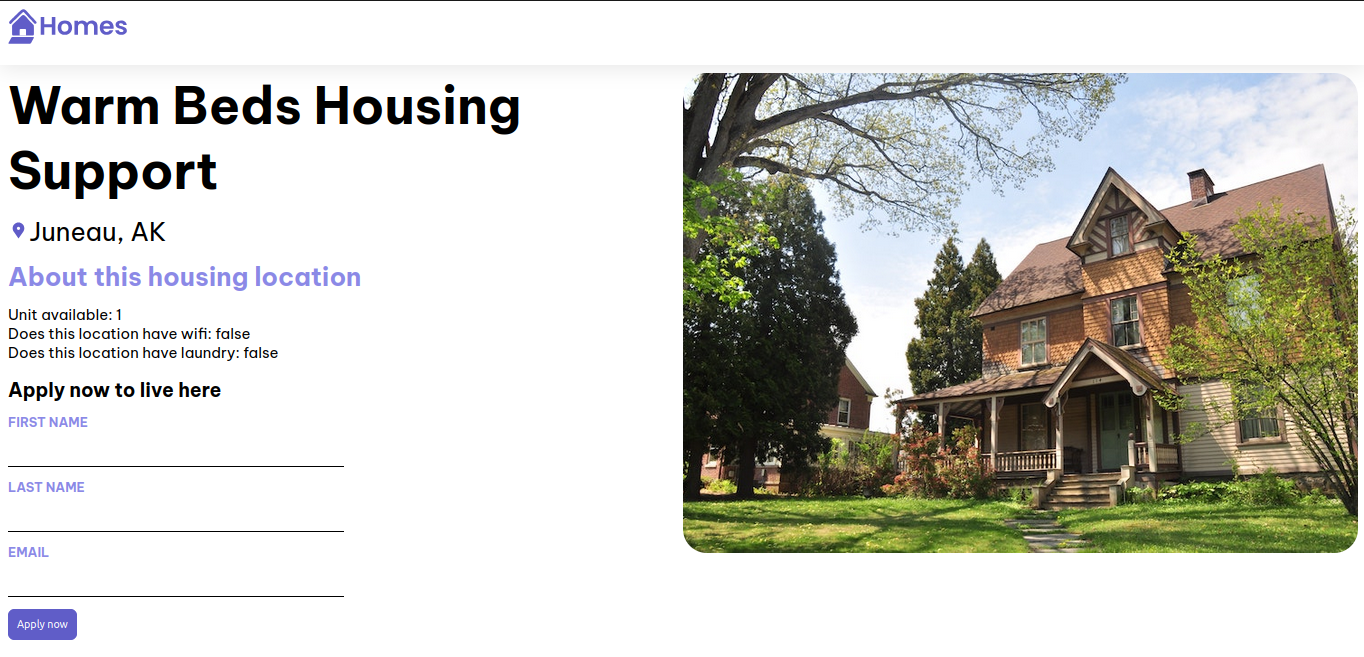 Homes
Warm Beds Housing
Support
Juneau, AK
About this housing location
Unit available: 1
Does this location have wifi: false
Does this location have laundry: false
Apply now to live here
FIRST NAME
LAST NAME
EMAIL
Apply now